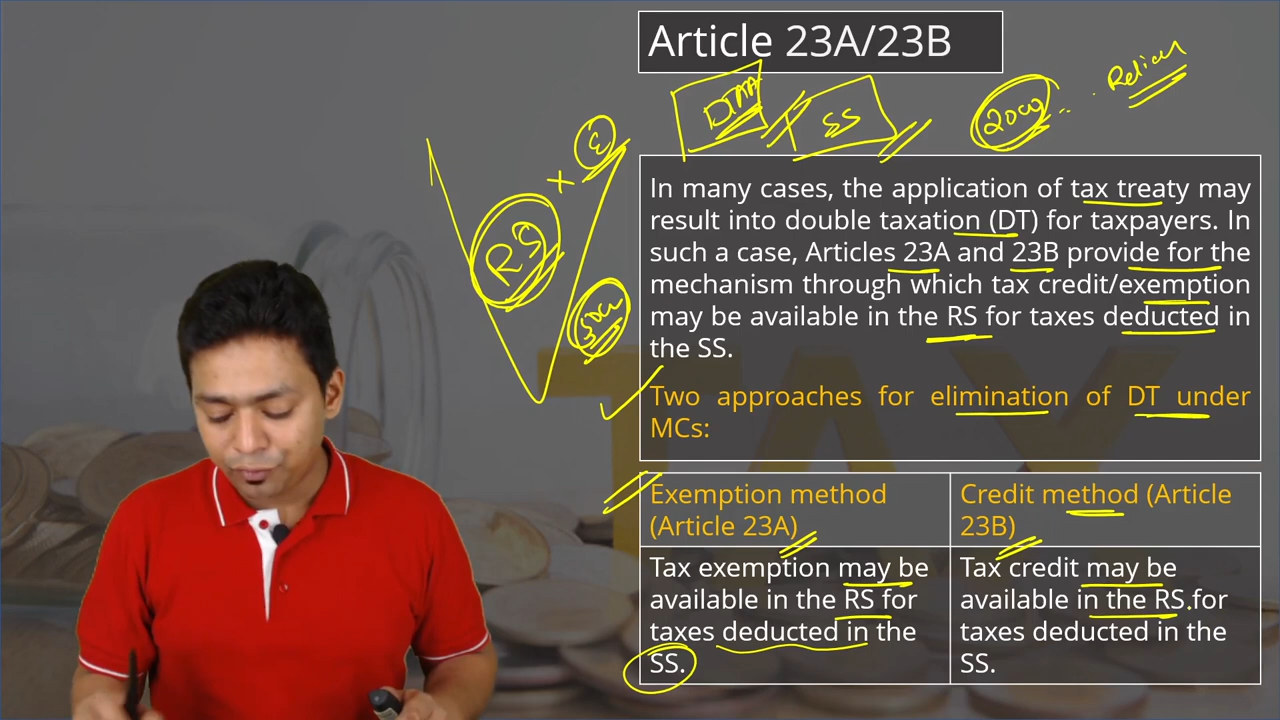 Article 23A/23B
DTAA
SS
Relief
RS
In many cases, the application of tax treaty may
result into double taxation (DT) for taxpayers. In
such a case, Articles 23A and 23B provide for the
mechanism through which tax credit/exemption
may be available in the RS for taxes deducted in
the SS.
Two approaches for elimination of DT under
MCs:
Exemption method
(Article 23A)
Credit method (Article
23B)
Tax exemption may be
available in the RS for
taxes deducted in the
SS.
Tax credit may be
available in the RS for
taxes deducted in the
SS.